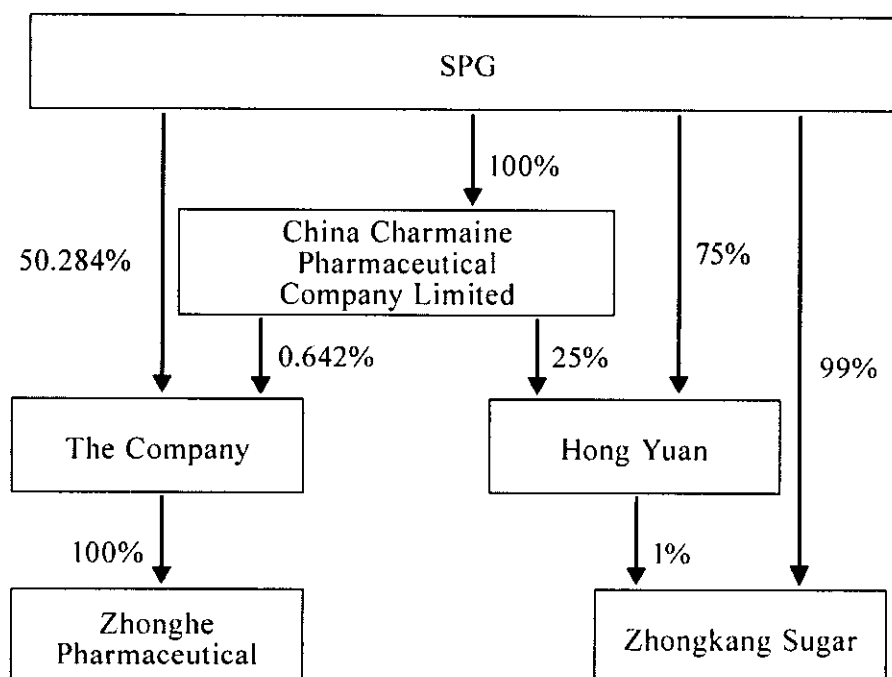 SPG
100%
China Charmaine
Pharmaceutical
Company Limited
50.284%
75%
0.642%
25%
99%
The Company
Hong Yuan
100%
1%
Zhonghe
Pharmaceutical
Zhongkang Sugar